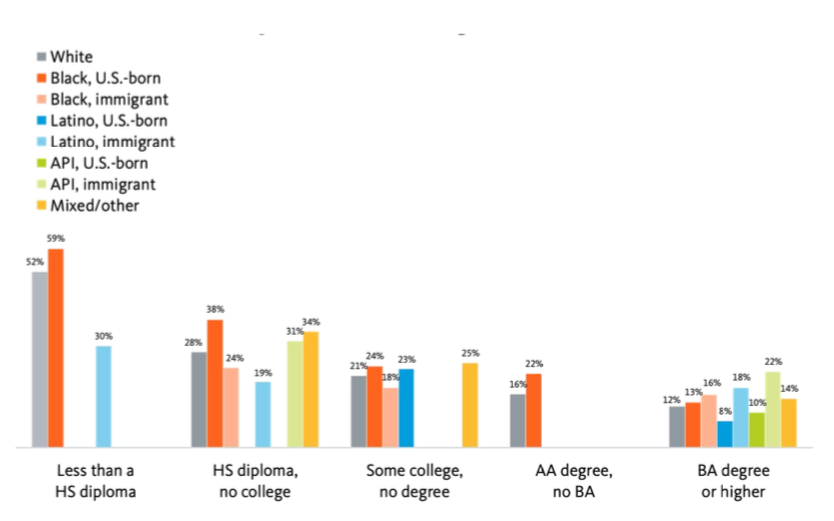 White
Black, U.S.-born
Black, immigrant
Latino, U.S.-born
Latino, immigrant
API, U.S.-born
API, immigrant
Mixed/other
52%
59%
30%
28%
38%
24%
19%
31%
34%
21%
24%
18%
23%
25%
16%
22%
12%
13%
16%
8%
18%
10%
22%
14%
Less than a
HS diploma
HS diploma,
no college
Some college,
no degree
AA degree,
no BA
BA degree
or higher